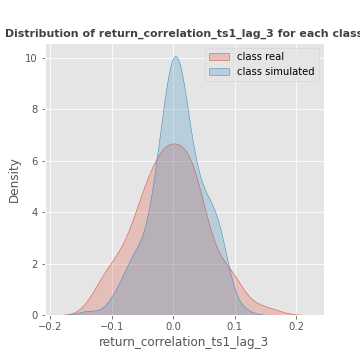 Distribution of return_correlation_ts1_lag_3 for each class
class real
class simulated
10
8
6
4
2
0
Density
−0.2 −0.1 0.0 0.1 0.2
return_correlation_ts1_lag_3